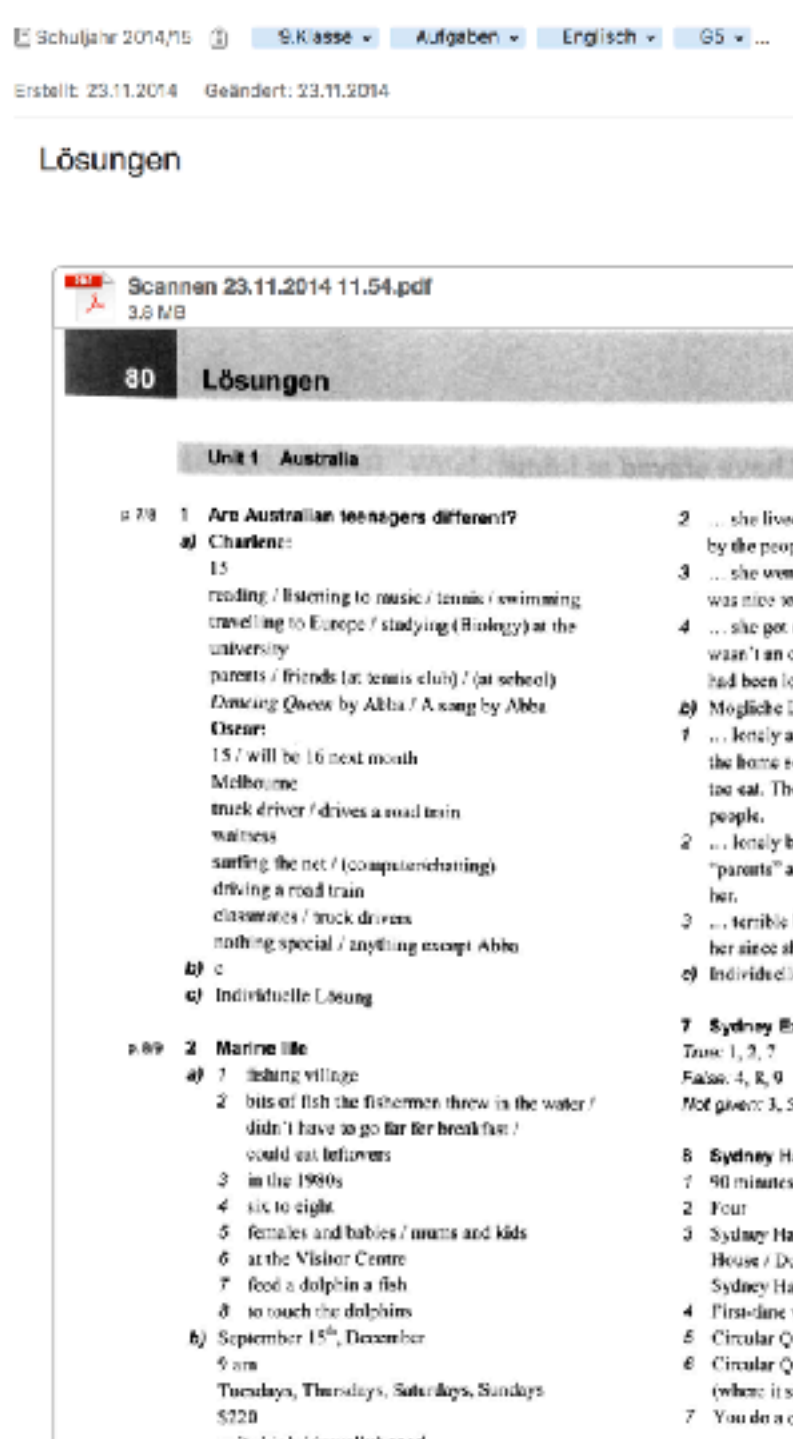 Schuljahr 2014/15 9.Klasse Aufgaben Englisch G5 ...
Erstellt: 23.11.2014 Geändert: 23.11.2014
Lösungen
Scannen 23.11.2014 11.54.pdf
3.8 MB
80 Lösungen
Unit 1 Australia
p. 7/8 1 Are Australian teenagers different?
a) Charlene:
15
reading / listening to music / tennis / swimming
travelling to Europe / studying (Biology) at the
university
parents / friends (at tennis club) / (at school)
Dancing Queen by Abba / A song by Abba
Oscar:
15 / will be 16 next month
Melbourne
truck driver / drives a road train
waitress
surfing the net / (computer/chatting)
driving a road train
classmates / truck drivers
nothing special / anything except Abba
b) c
c) Individuelle Lösung
p. 8/9 2 Marine life
a) 1 fishing village
2 bits of fish the fishermen threw in the water /
didn't have to go far for breakfast /
could eat leftovers
3 in the 1980s
4 six to eight
5 females and babies / mums and kids
6 at the Visitor Centre
7 feed a dolphin a fish
8 to touch the dolphins
b) September 15th, December
9 am
Tuesdays, Thursdays, Saturdays, Sundays
$220
2 ... she lived
by the peop
3 ... she wen
was nice to
4 ... she got
wasn't an o
had been lo
b) Mögliche L
1 ... lonely a
the home s
too eat. The
people.
2 ... lonely b
"parents" a
her.
3 ... terrible
her since sh
c) Individuell
7 Sydney E
True: 1, 2, 7
False: 4, 8, 9
Not given: 3, 5
8 Sydney Ha
1 90 minutes
2 Four
3 Sydney Ha
House / Do
Sydney Ha
4 First-time
5 Circular Q
6 Circular Q
(where it s
7 You do a c